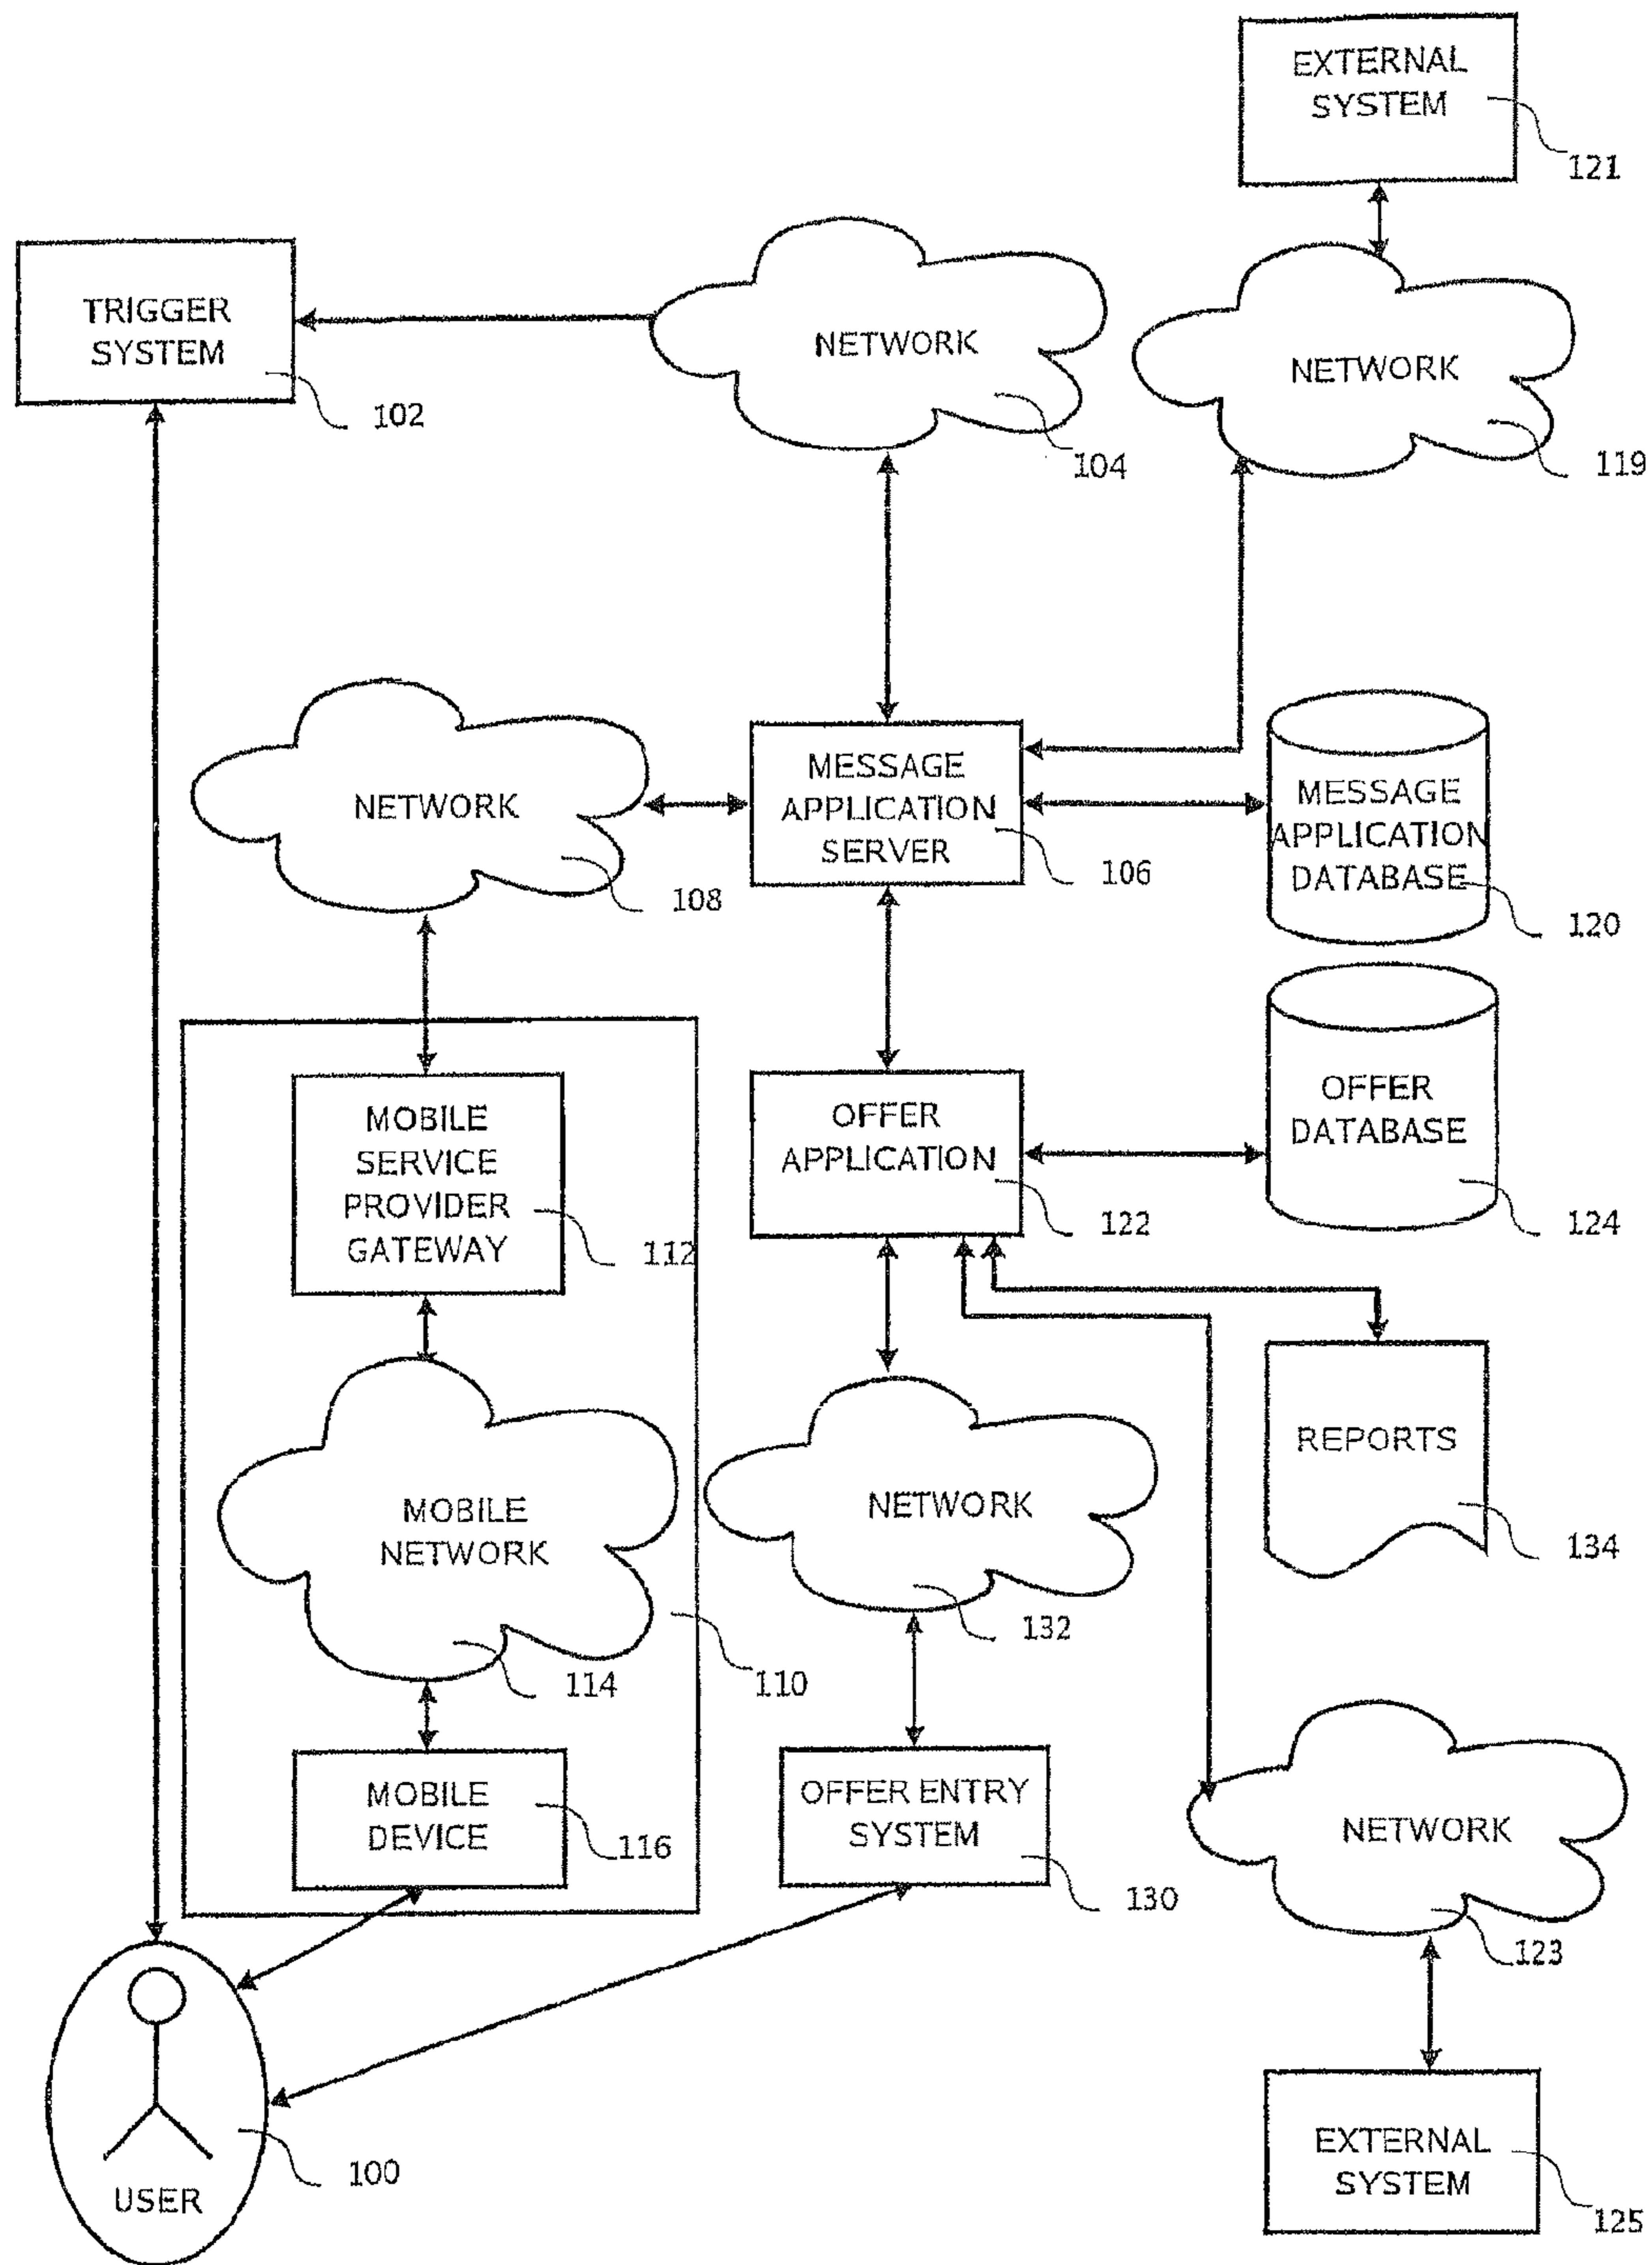 EXTERNAL
SYSTEM
121
TRIGGER
SYSTEM
102
NETWORK
104
NETWORK
119
NETWORK
108
MESSAGE
APPLICATION
SERVER
106
MESSAGE
APPLICATION
DATABASE
120
MOBILE
SERVICE
PROVIDER
GATEWAY
112
OFFER
APPLICATION
122
OFFER
DATABASE
124
MOBILE
NETWORK
114
110
NETWORK
132
REPORTS
134
MOBILE
DEVICE
116
OFFER ENTRY
SYSTEM
130
NETWORK
123
USER
100
EXTERNAL
SYSTEM
125